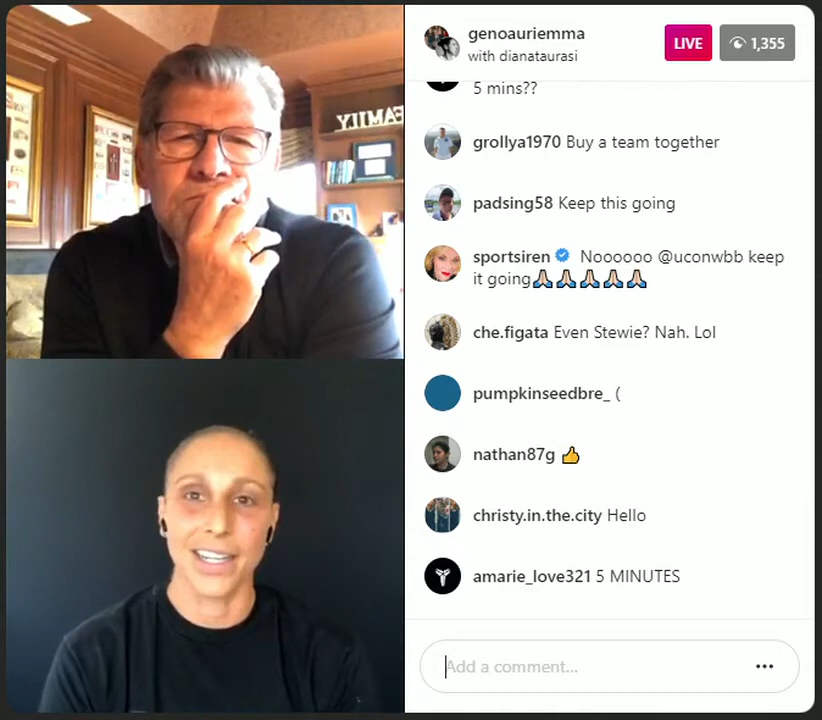 FAMILY
genoauriemma
with dianataurasi
LIVE
1,355
5 mins??
grollya1970 Buy a team together
padsing58 Keep this going
sportsiren Noooooo @uconwbb keep
it going🙏🏻🙏🏻🙏🏻🙏🏻🙏🏻
che.figata Even Stewie? Nah. Lol
pumpkinseedbre_ (
nathan87g 👍
christy.in.the.city Hello
amarie_love321 5 MINUTES
Add a comment...